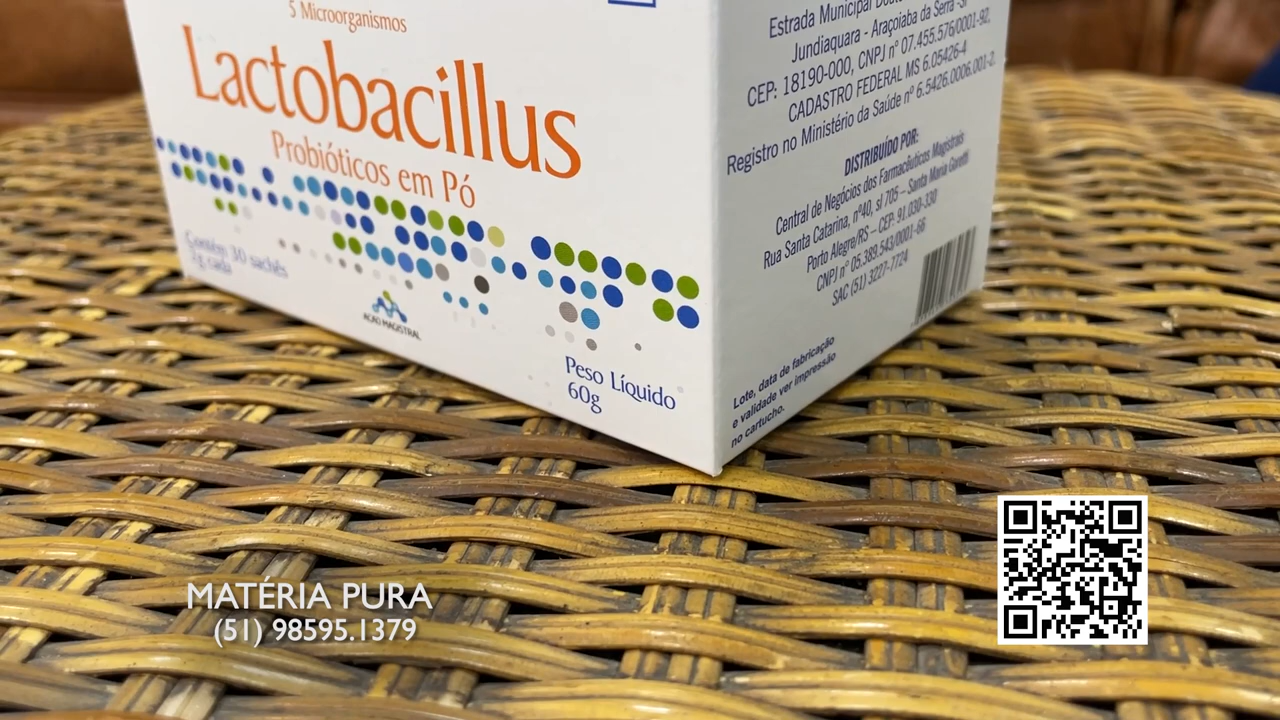 5 Microorganismos
Lactobacillus
Probióticos em Pó
Contém 30 sachês
2g cada
AÇÃO MAGISTRAL
Peso Líquido
60g
Estrada Municipal
Jundiaquara - Araçoiaba da Serra -SP
CEP: 18190-000, CNPJ nº 07.455.576/0001-92,
CADASTRO FEDERAL MS 6.05426-4
Registro no Ministério da Saúde nº 6.5426.0006.001-2.
DISTRIBUÍDO POR:
Central de Negócios dos Farmacêuticos Magistrais
Rua Santa Catarina, nº40, sl 705 – Santa Maria Goretti
Porto Alegre/RS – CEP: 91.030-330
CNPJ nº 05.389.543/0001-66
SAC (51) 3227-7724
Lote, data de fabricação
e validade ver impressão
no cartucho.
MATÉRIA PURA
(51) 98595.1379